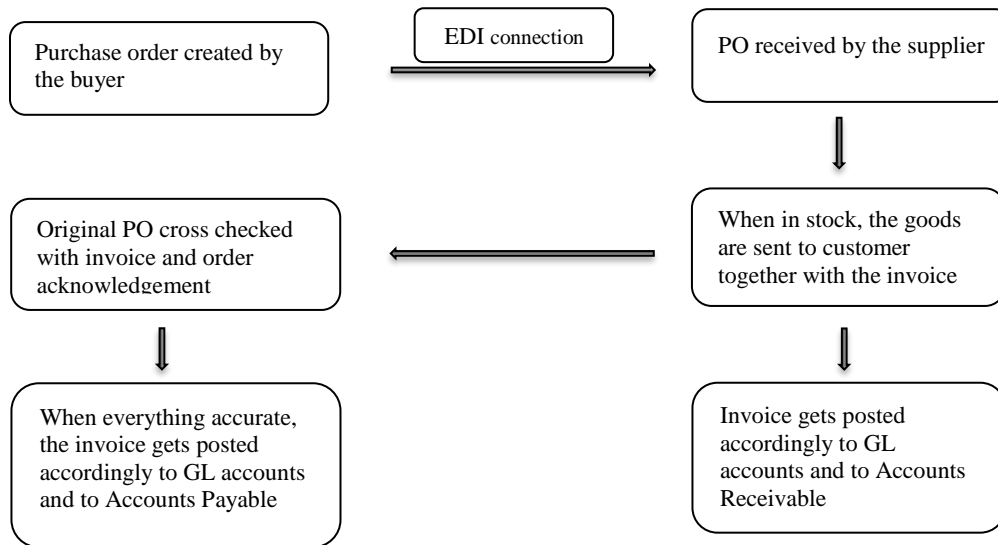 Purchase order created by
the buyer
EDI connection
PO received by the supplier
Original PO cross checked
with invoice and order
acknowledgement
When in stock, the goods
are sent to customer
together with the invoice
When everything accurate,
the invoice gets posted
accordingly to GL accounts
and to Accounts Payable
Invoice gets posted
accordingly to GL
accounts and to Accounts
Receivable